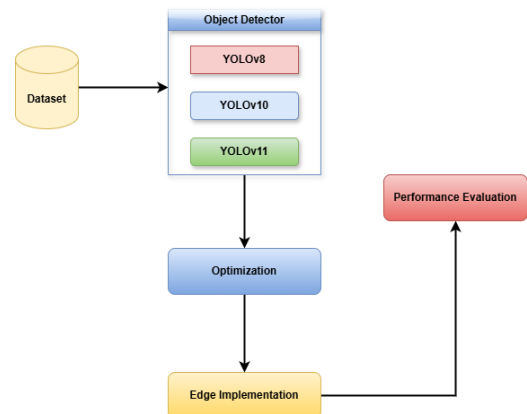 Object Detector
YOLOv8
Dataset
YOLOv10
YOLOv11
Performance Evaluation
Optimization
Edge Implementation